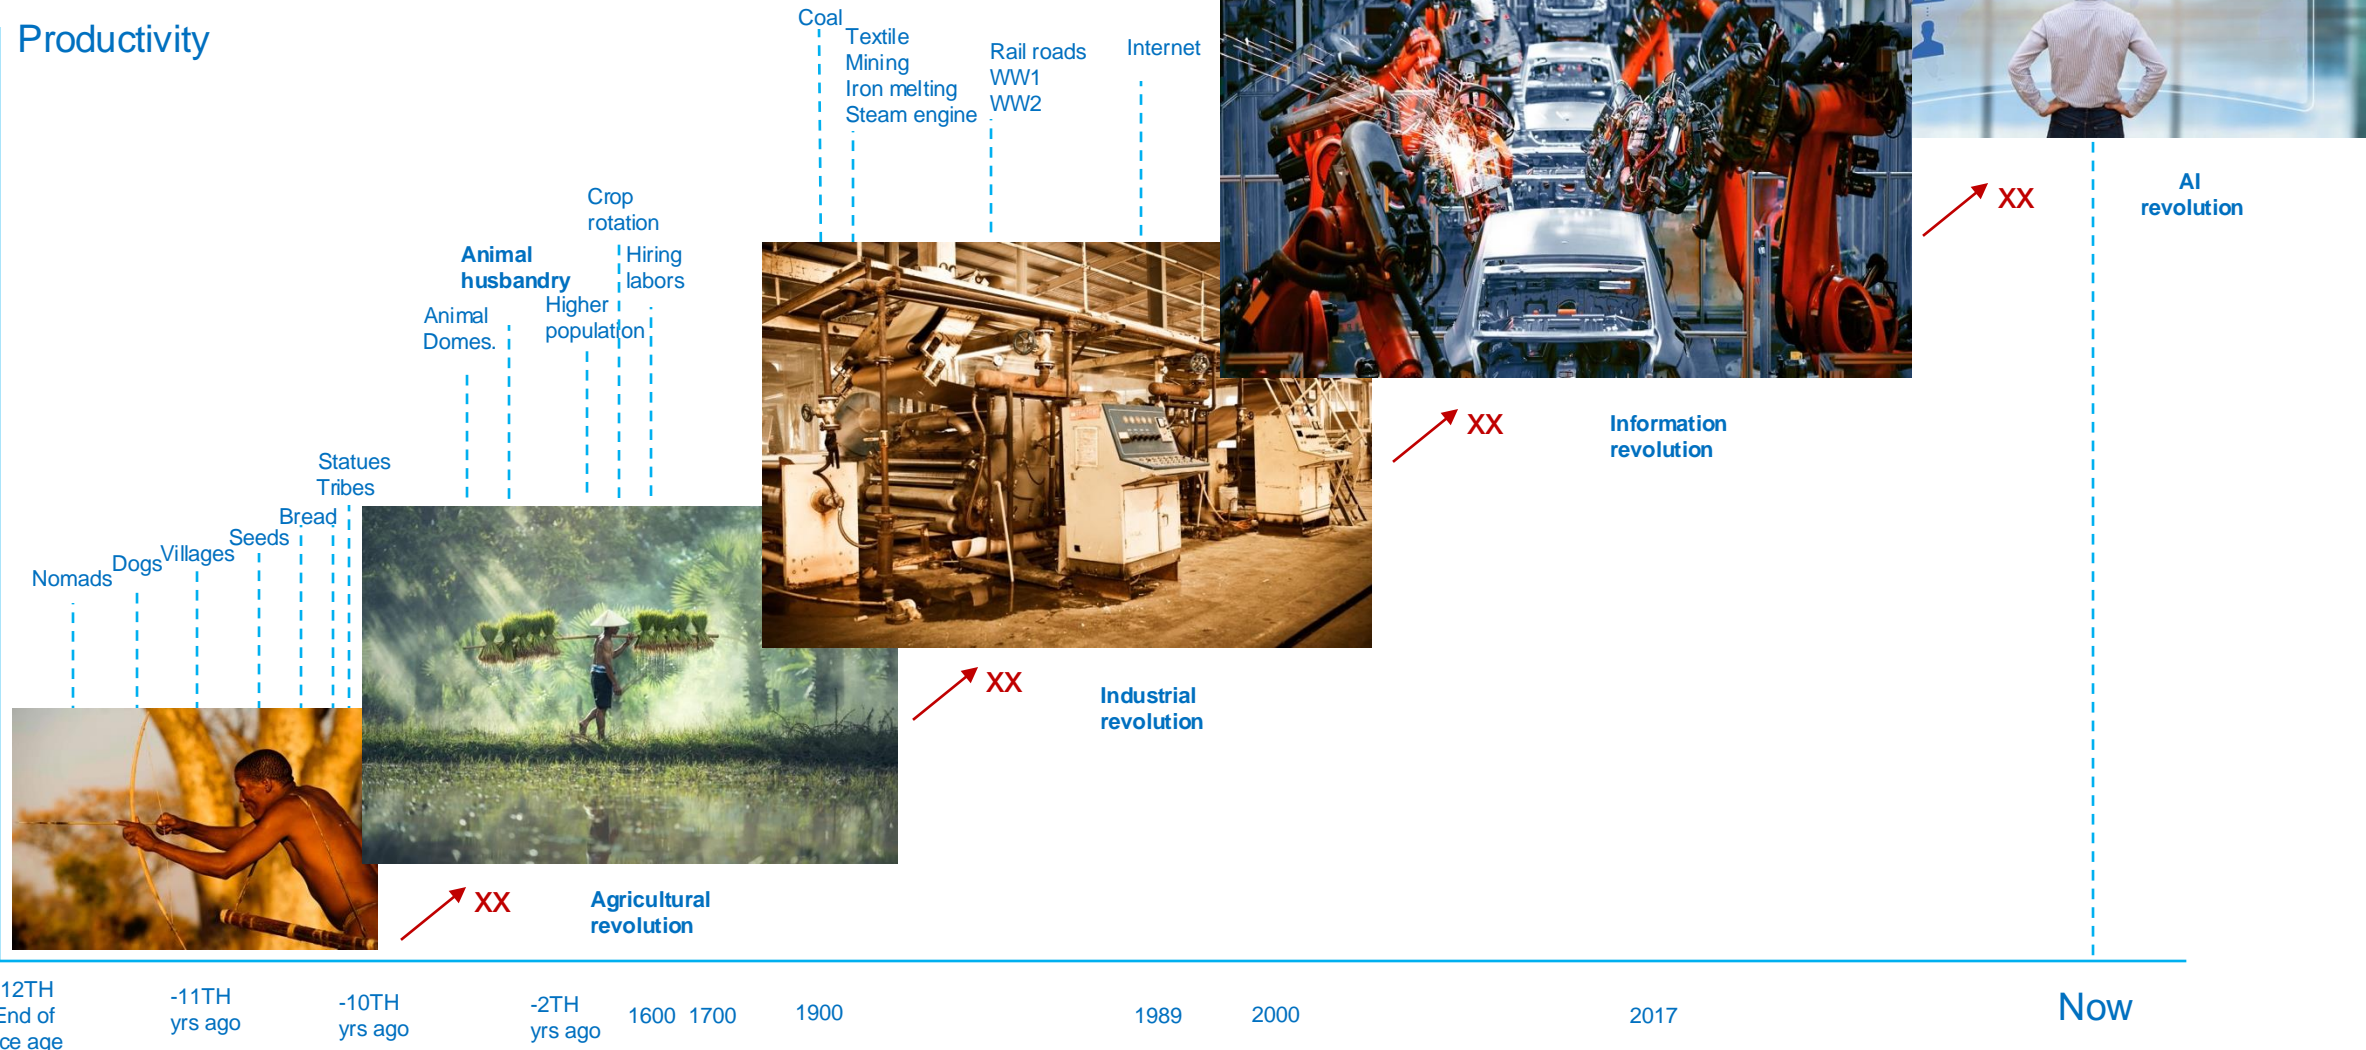 Productivity
Coal
Textile
Mining
Iron melting
Steam engine
Rail roads
WW1
WW2
Internet
Crop
rotation
Animal
husbandry
Hiring
labors
Higher
population
Animal
Domes.
Statues
Tribes
Bread
Seeds
Villages
Dogs
Nomads
XX
AI
revolution
XX
Information
revolution
XX
Industrial
revolution
XX
Agricultural
revolution
12TH
End of
ce age
-11TH
yrs ago
-10TH
yrs ago
-2TH
yrs ago
1600
1700
1900
1989
2000
2017
Now